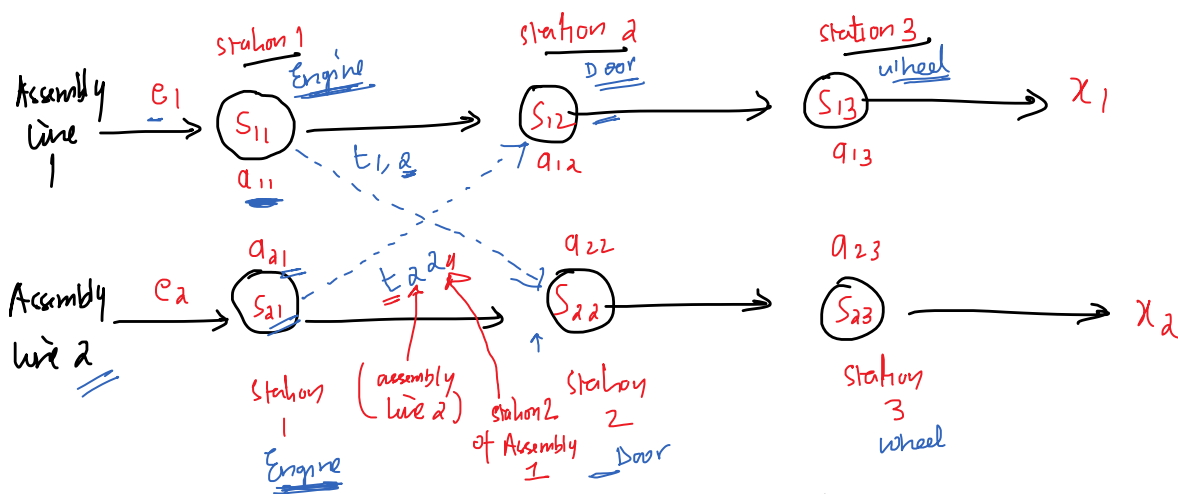 Station 1
Engine
Station 2
Door
Station 3
wheel
Assembly
Line
1
e1
S11
a11
t1,2
S12
a12
S13
a13
x1
Assembly
Line 2
e2
a21
S21
t2 2
a22
S22
a23
S23
x2
Station
1
Engine
(assembly
Line 2)
Station 2
of Assembly
1
Station
2
Door
Station
3
wheel